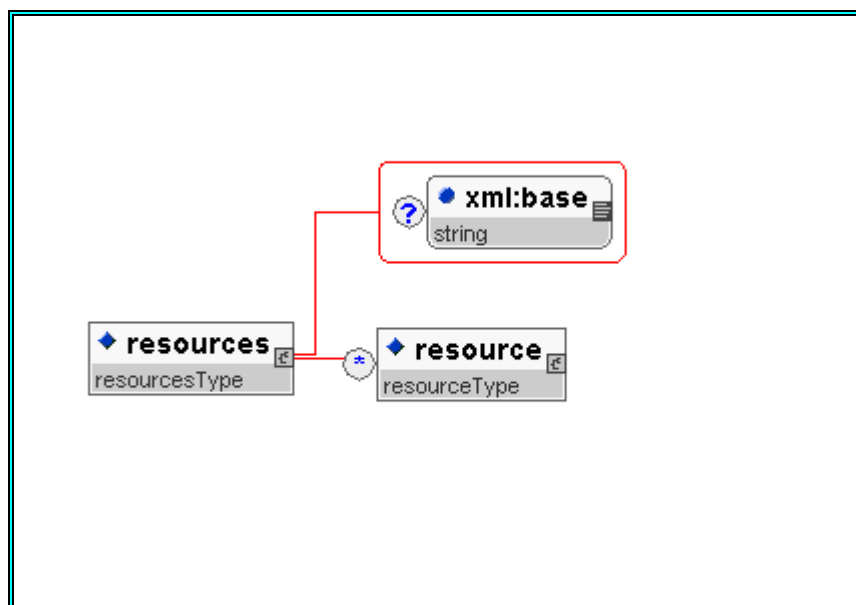 ?
xml:base
string
resources
resourcesType
*
resource
resourceType